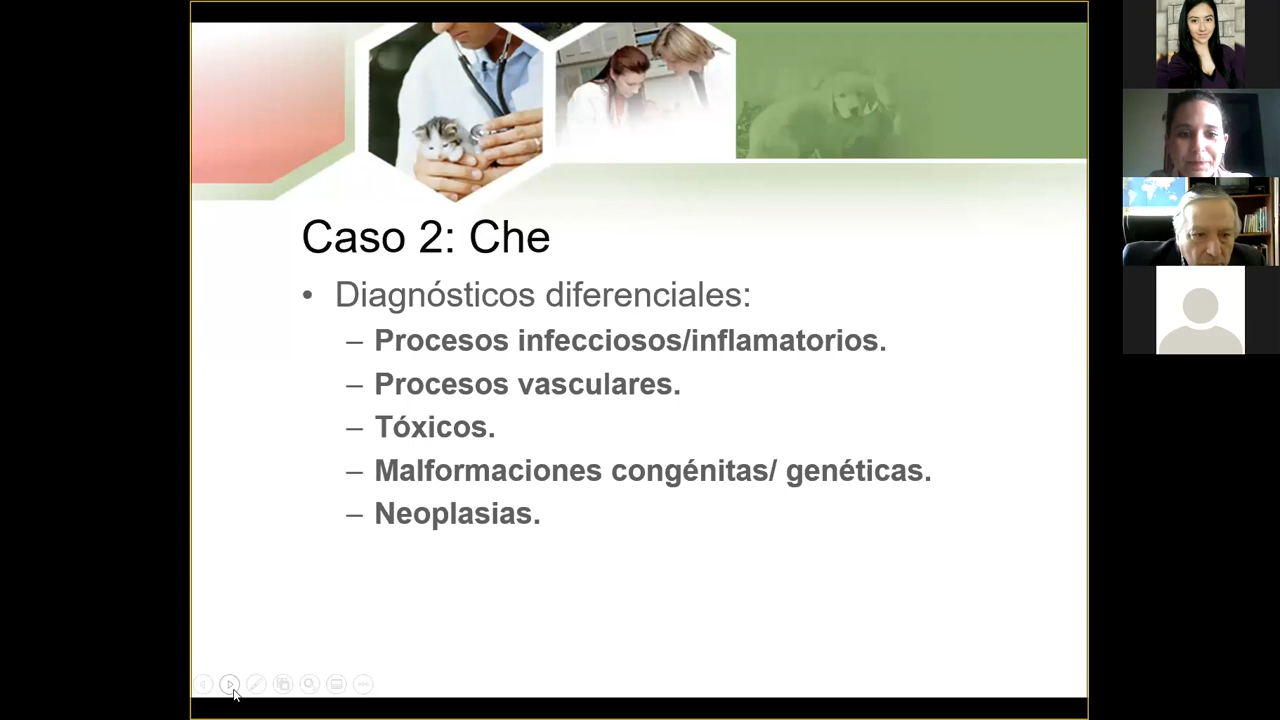 Caso 2: Che
• Diagnósticos diferenciales:
– Procesos infecciosos/inflamatorios.
– Procesos vasculares.
– Tóxicos.
– Malformaciones congénitas/ genéticas.
– Neoplasias.